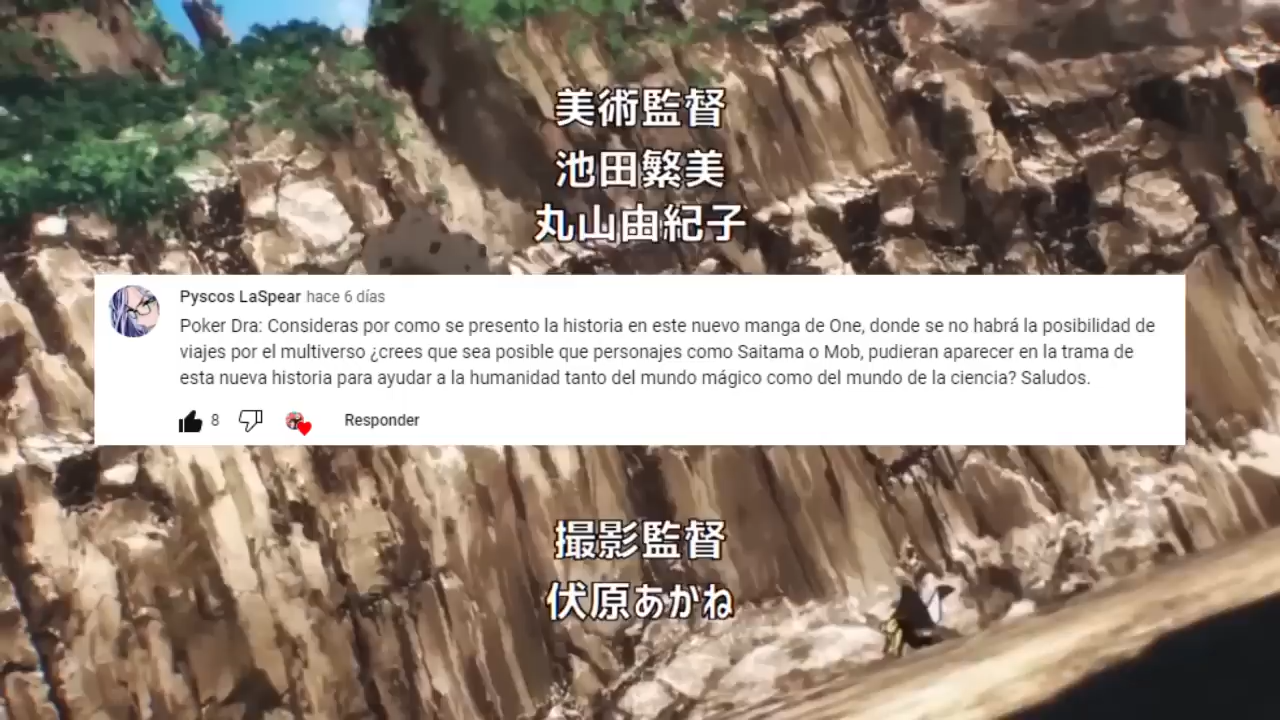 美術監督
池田繁美
丸山由紀子
Pyscos LaSpear hace 6 días
Poker Dra: Consideras por como se presento la historia en este nuevo manga de One, donde se no habrá la posibilidad de
viajes por el multiverso ¿crees que sea posible que personajes como Saitama o Mob, pudieran aparecer en la trama de
esta nueva historia para ayudar a la humanidad tanto del mundo mágico como del mundo de la ciencia? Saludos.
8 Responder
撮影監督
伏原あかね